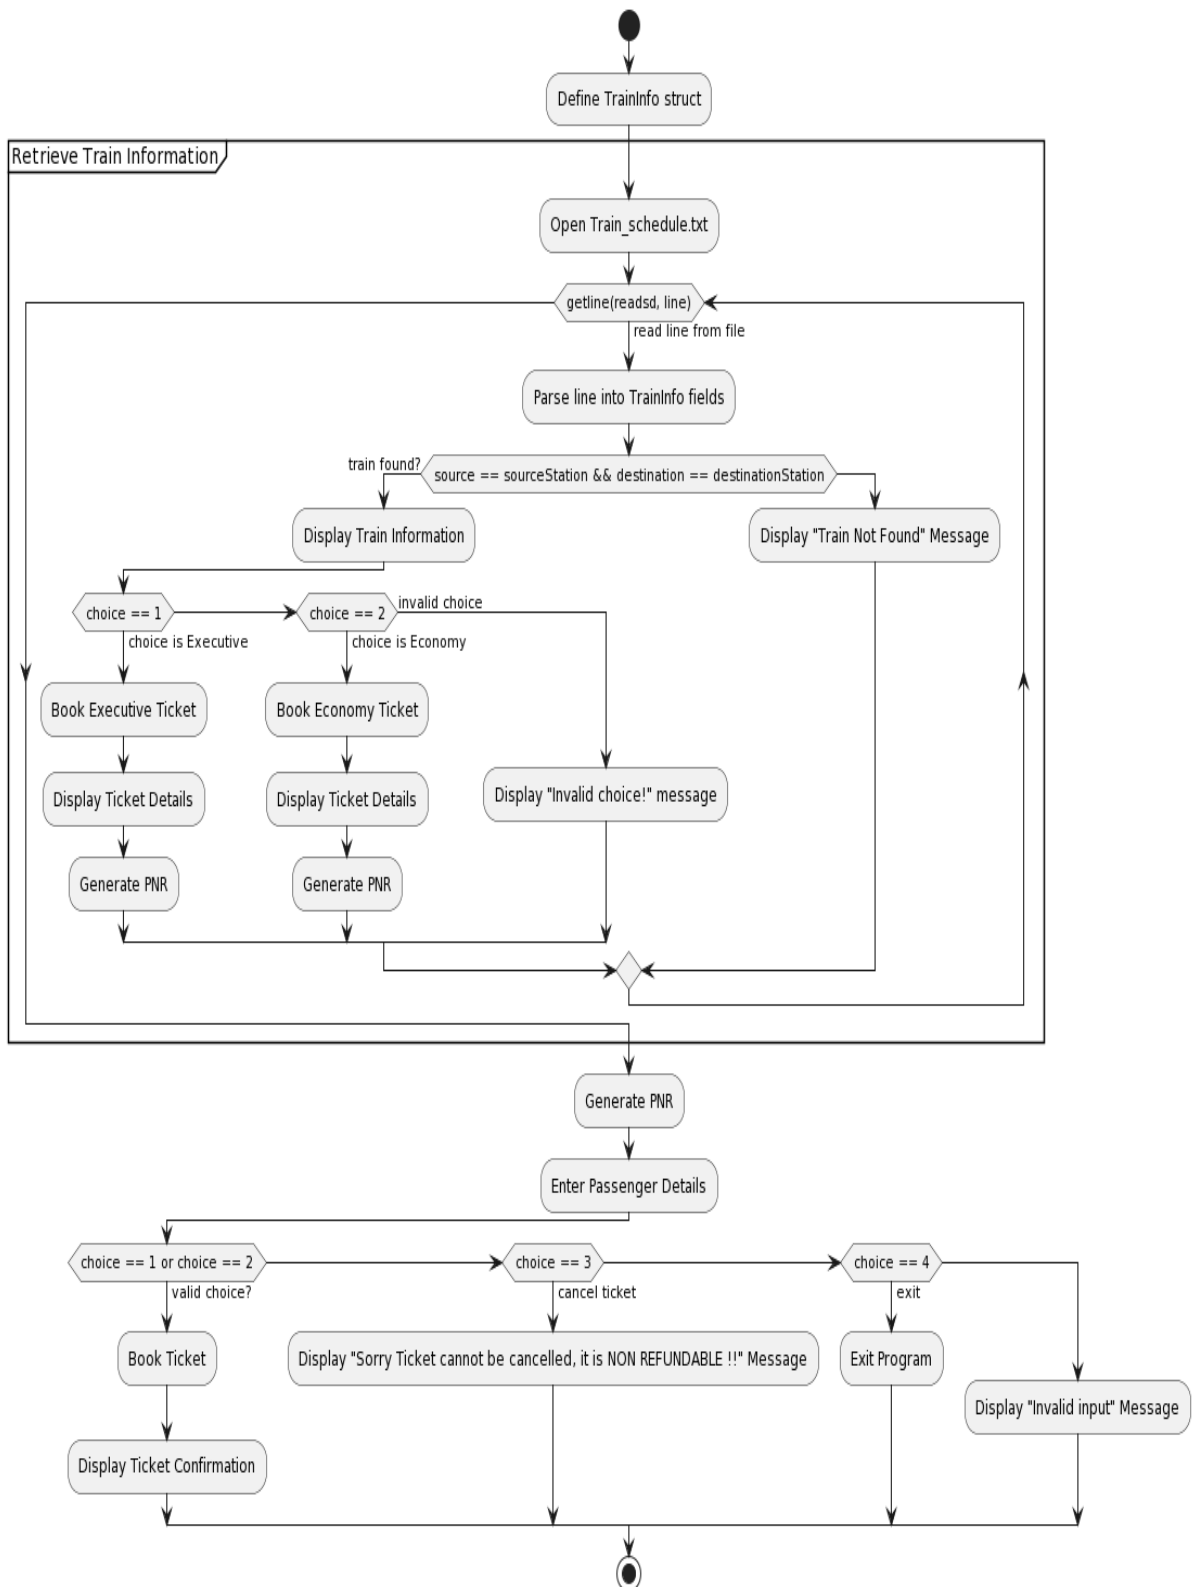 Define TrainInfo struct
Retrieve Train Information
Open Train_schedule.txt
getline(readsd, line)
read line from file
Parse line into TrainInfo fields
train found?
source == sourceStation && destination == destinationStation
Display Train Information
Display "Train Not Found" Message
choice == 1
choice == 2
invalid choice
choice is Executive
choice is Economy
Book Executive Ticket
Book Economy Ticket
Display Ticket Details
Display Ticket Details
Display "Invalid choice!" message
Generate PNR
Generate PNR
Generate PNR
Enter Passenger Details
choice == 1 or choice == 2
choice == 3
choice == 4
valid choice?
cancel ticket
exit
Book Ticket
Display "Sorry Ticket cannot be cancelled, it is NON REFUNDABLE !!" Message
Exit Program
Display "Invalid input" Message
Display Ticket Confirmation